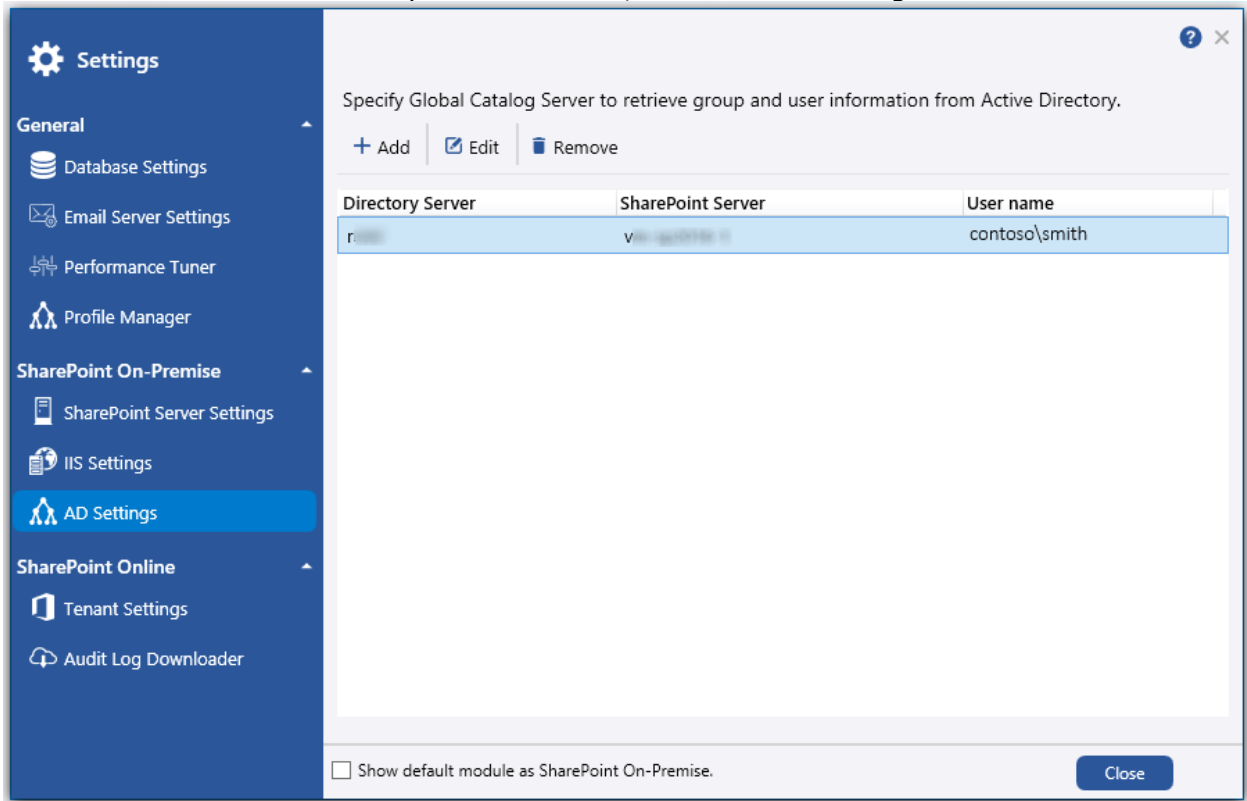 Settings
General
Database Settings
Email Server Settings
Performance Tuner
Profile Manager
SharePoint On-Premise
SharePoint Server Settings
IIS Settings
AD Settings
SharePoint Online
Tenant Settings
Audit Log Downloader
Specify Global Catalog Server to retrieve group and user information from Active Directory.
+ Add Edit Remove
Directory Server SharePoint Server User name
contoso\smith
Show default module as SharePoint On-Premise.
Close